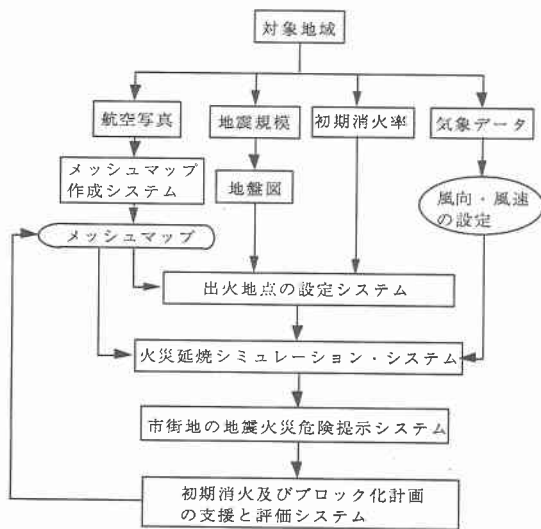 対象地域
航空写真
地震規模
初期消火率
気象データ
メッシュマップ
作成システム
地盤図
風向・風速
の設定
メッシュマップ
出火地点の設定システム
火災延焼シミュレーション・システム
市街地の地震火災危険提示システム
初期消火及びブロック化計画
の支援と評価システム